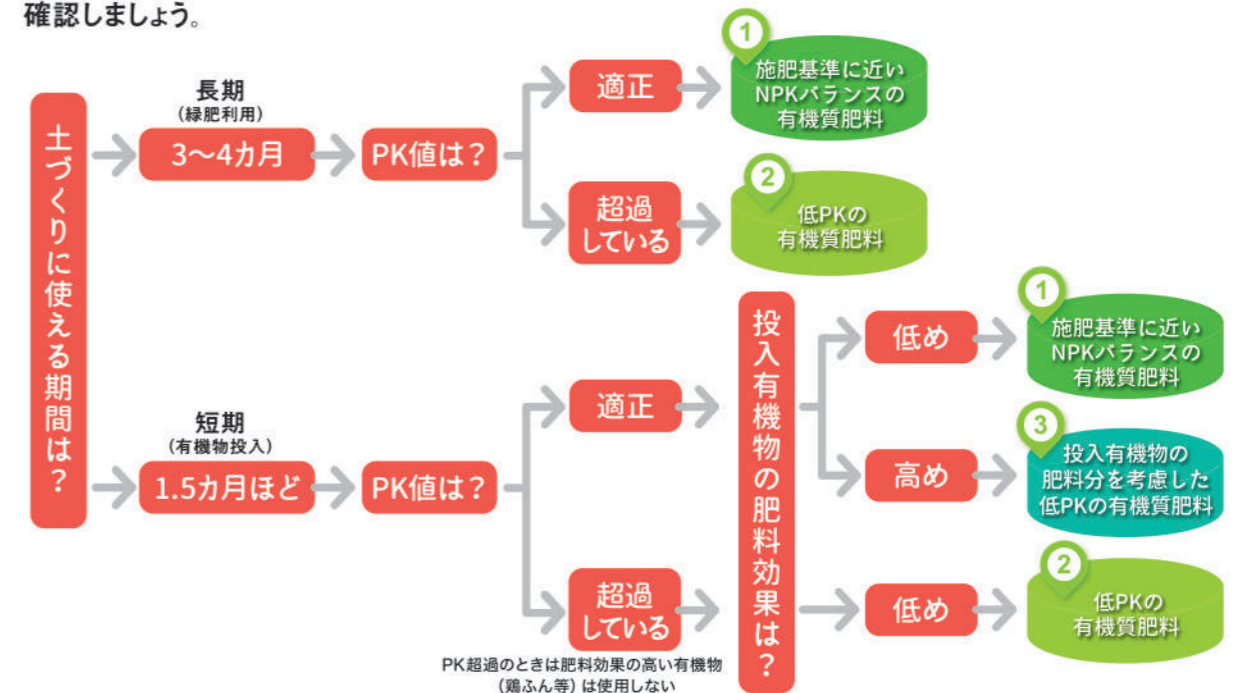 確認しましょう。
土づくりに使える期間は？
長期
（緑肥利用）
3〜4カ月
PK値は？
適正
1
施肥基準に近い
NPKバランスの
有機質肥料
超過
している
2
低PKの
有機質肥料
短期
（有機物投入）
1.5カ月ほど
PK値は？
適正
超過
している
PK超過のときは肥料効果の高い有機物
（鶏ふん等）は使用しない
投入有機物の肥料効果は？
低め
1
施肥基準に近い
NPKバランスの
有機質肥料
高め
3
投入有機物の
肥料分を考慮した
低PKの有機質肥料
低め
2
低PKの
有機質肥料